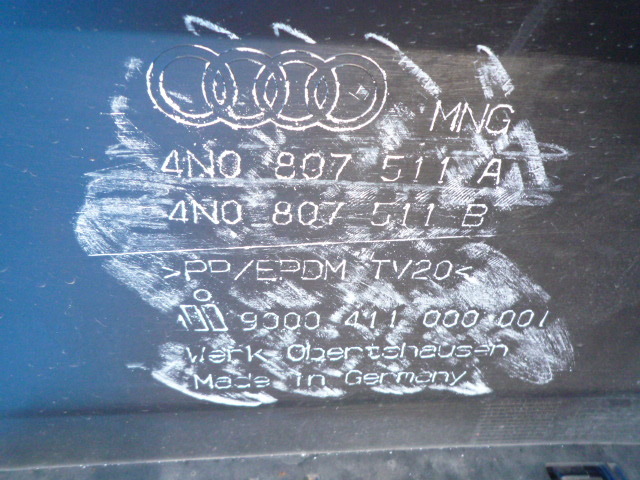 MNG
4N0 807 511 A
4N0 807 511 B
>PP/EPDM TV20<
9000 411 000 001
Werk Obertshausen
Made in Germany